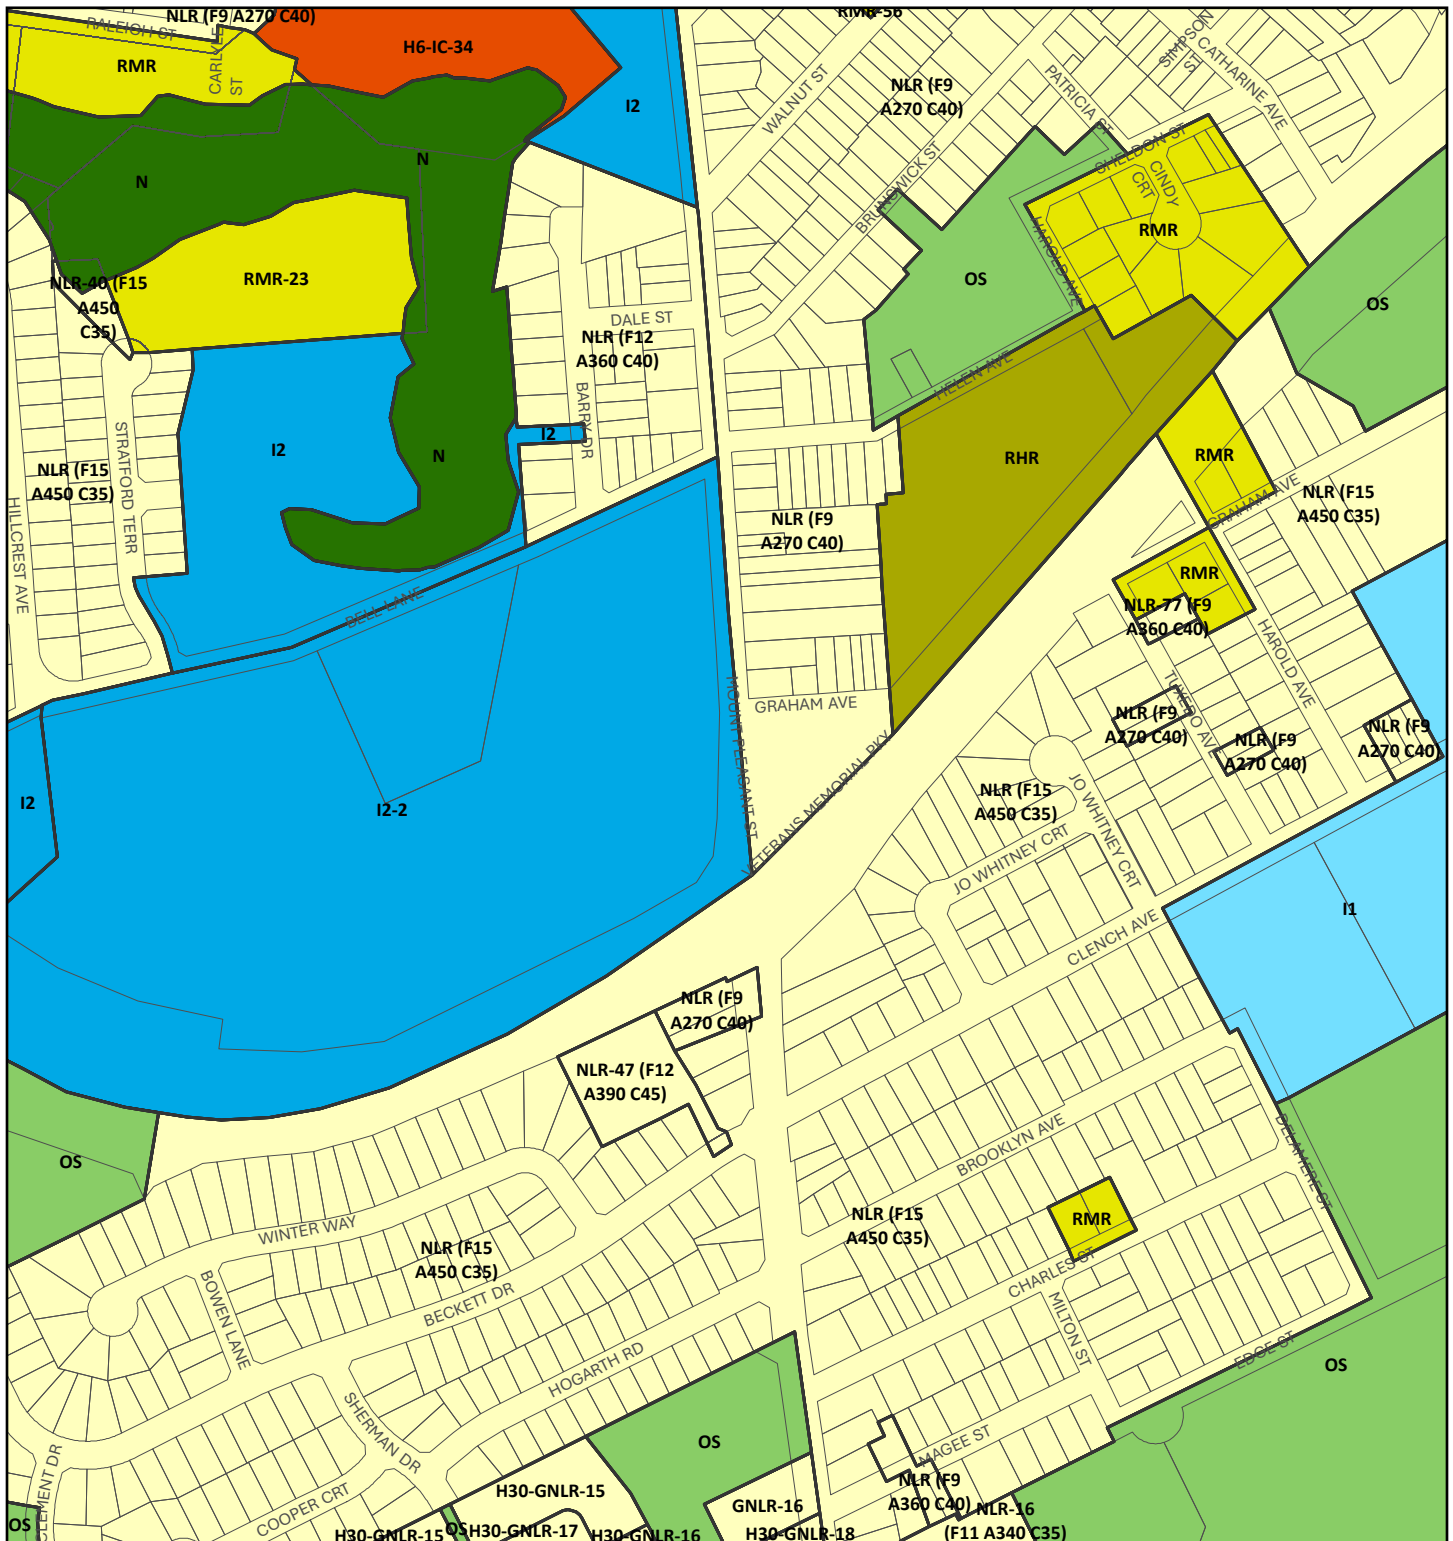 NLR (F9 A270 C40)
RMR-56
RALEIGH ST
CARLYLE
ST
H6-IC-34
RMR
I2
WALNUT ST
NLR (F9
A270 C40)
PATRICIA ST
SIMPSON
ST
CATHARINE AVE
BRUNSWICK ST
SHELDON ST
CINDY
CRT
N
N
RMR
HAROLD AVE
OS
OS
RMR-23
NLR-40 (F15
A450
C35)
DALE ST
NLR (F12
A360 C40)
BARRY DR
HELEN AVE
STRATFORD TERR
I2
N
I2
RHR
RMR
NLR (F15
A450 C35)
HILLCREST AVE
GRAHAM AVE
NLR (F15
A450 C35)
NLR (F9
A270 C40)
BELL LANE
RMR
NLR-77 (F9
A360 C40)
HAROLD AVE
TUXEDO AVE
MOUNT PLEASANT ST
GRAHAM AVE
NLR (F9
A270 C40)
NLR (F9
A270 C40)
NLR (F9
A270 C40)
VETERANS MEMORIAL PKY
I2
I2-2
NLR (F15
A450 C35)
JO WHITNEY CRT
JO WHITNEY CRT
I1
CLENCH AVE
NLR (F9
A270 C40)
NLR-47 (F12
A390 C45)
BROOKLYN AVE
DELAMERE ST
OS
WINTER WAY
NLR (F15
A450 C35)
NLR (F15
A450 C35)
RMR
CHARLES ST
BOWEN LANE
BECKETT DR
MILTON ST
EDGE ST
OS
HOGARTH RD
SHERMAN DR
OS
MAGEE ST
CLEMENT DR
COOPER CRT
H30-GNLR-15
GNLR-16
NLR (F9
A360 C40)
NLR-16
(F11 A340 C35)
OS
H30-GNLR-15
OS
H30-GNLR-17
H30-GNLR-16
H30-GNLR-18